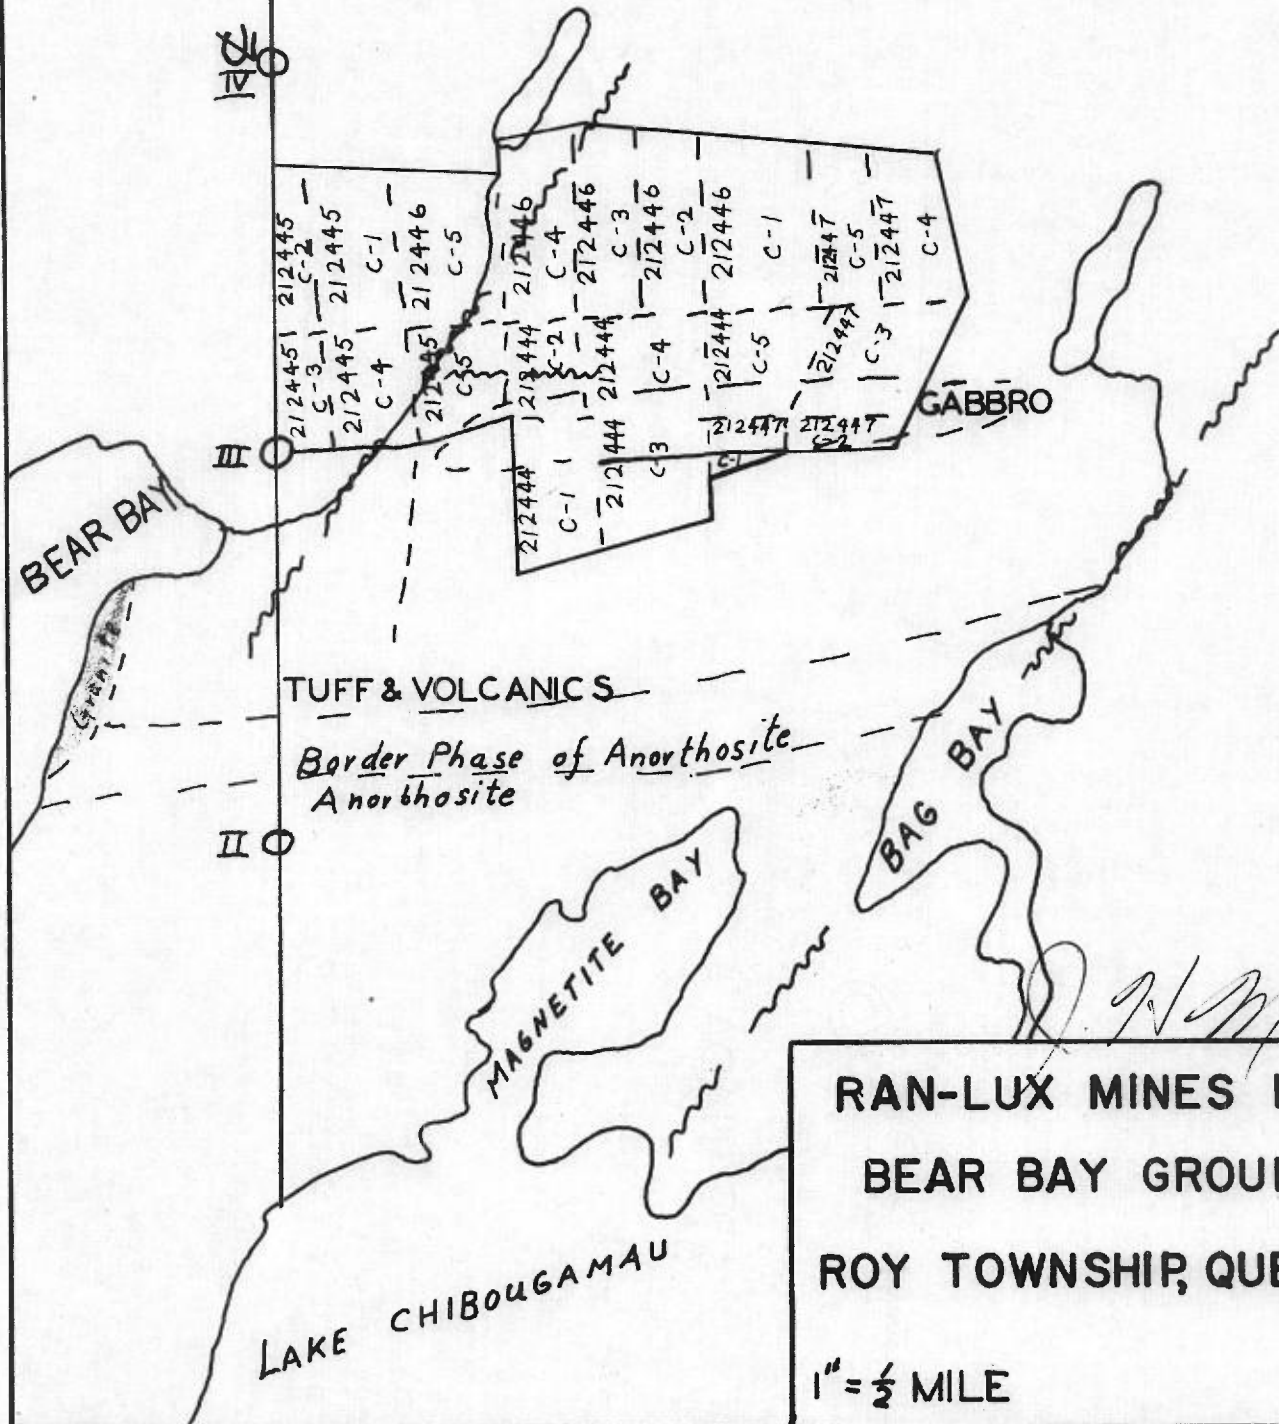 IV
212445
C-2
212445
C-1
212446
C-5
212446
C-4
212446
C-3
212446
C-2
212446
C-1
212447
C-5
212447
C-4
212445
C-3
212445
C-4
212445
C-5
212444
C-2
212444
C-4
212444
C-5
212447
C-3
GABBRO
212447
C-1
212447
C-2
212444
C-3
212444
C-1
III
BEAR BAY
Granite
TUFF & VOLCANICS
Border Phase of Anorthosite
Anorthosite
II
BAG BAY
MAGNETITE BAY
LAKE CHIBOUGAMAU
RAN-LUX MINES
BEAR BAY GROU
ROY TOWNSHIP, QUE
1" = 1/2 MILE